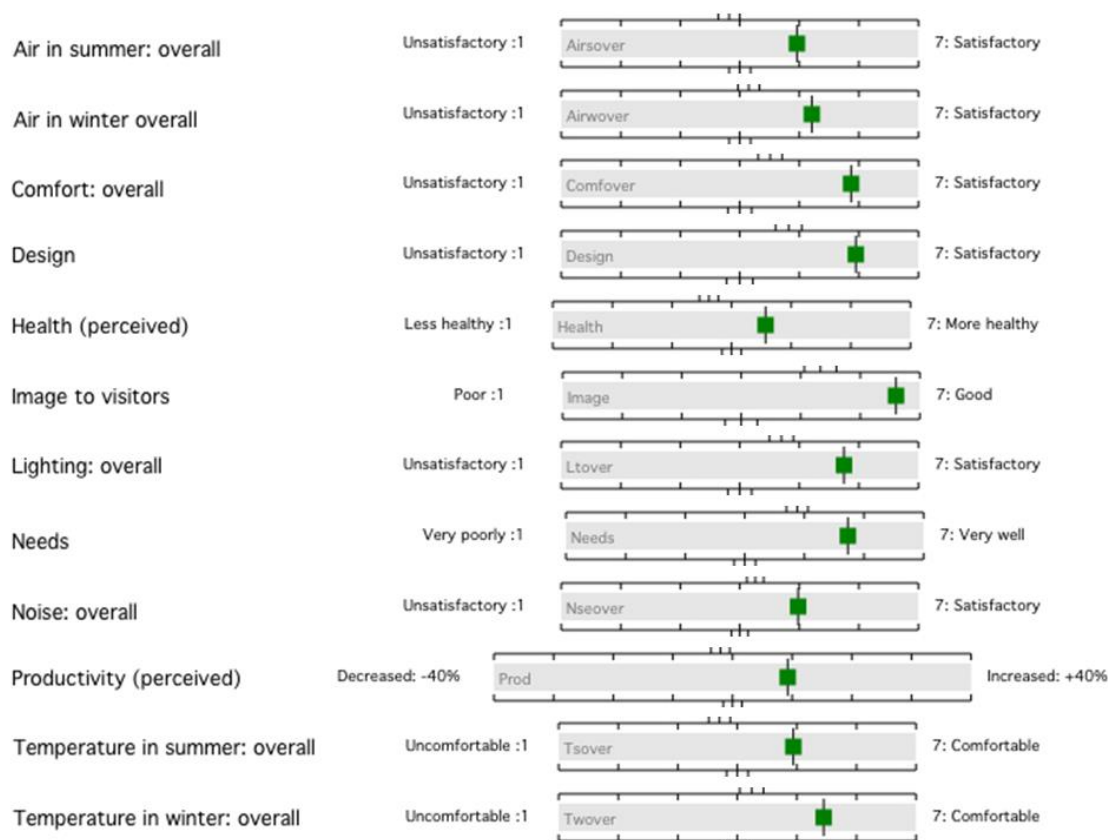 Air in summer: overall Unsatisfactory :1 Airsover 7: Satisfactory
Air in winter overall Unsatisfactory :1 Airwover 7: Satisfactory
Comfort: overall Unsatisfactory :1 Comfover 7: Satisfactory
Design Unsatisfactory :1 Design 7: Satisfactory
Health (perceived) Less healthy :1 Health 7: More healthy
Image to visitors Poor :1 Image 7: Good
Lighting: overall Unsatisfactory :1 Ltover 7: Satisfactory
Needs Very poorly :1 Needs 7: Very well
Noise: overall Unsatisfactory :1 Nseover 7: Satisfactory
Productivity (perceived) Decreased: -40% Prod Increased: +40%
Temperature in summer: overall Uncomfortable :1 Tsover 7: Comfortable
Temperature in winter: overall Uncomfortable :1 Twover 7: Comfortable